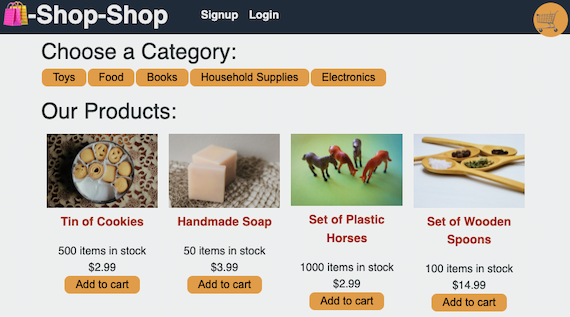 -Shop-Shop
Signup Login
Choose a Category:
Toys Food Books Household Supplies Electronics
Our Products:
Tin of Cookies
500 items in stock
$2.99
Add to cart
Handmade Soap
50 items in stock
$3.99
Add to cart
Set of Plastic
Horses
1000 items in stock
$2.99
Add to cart
Set of Wooden
Spoons
100 items in stock
$14.99
Add to cart